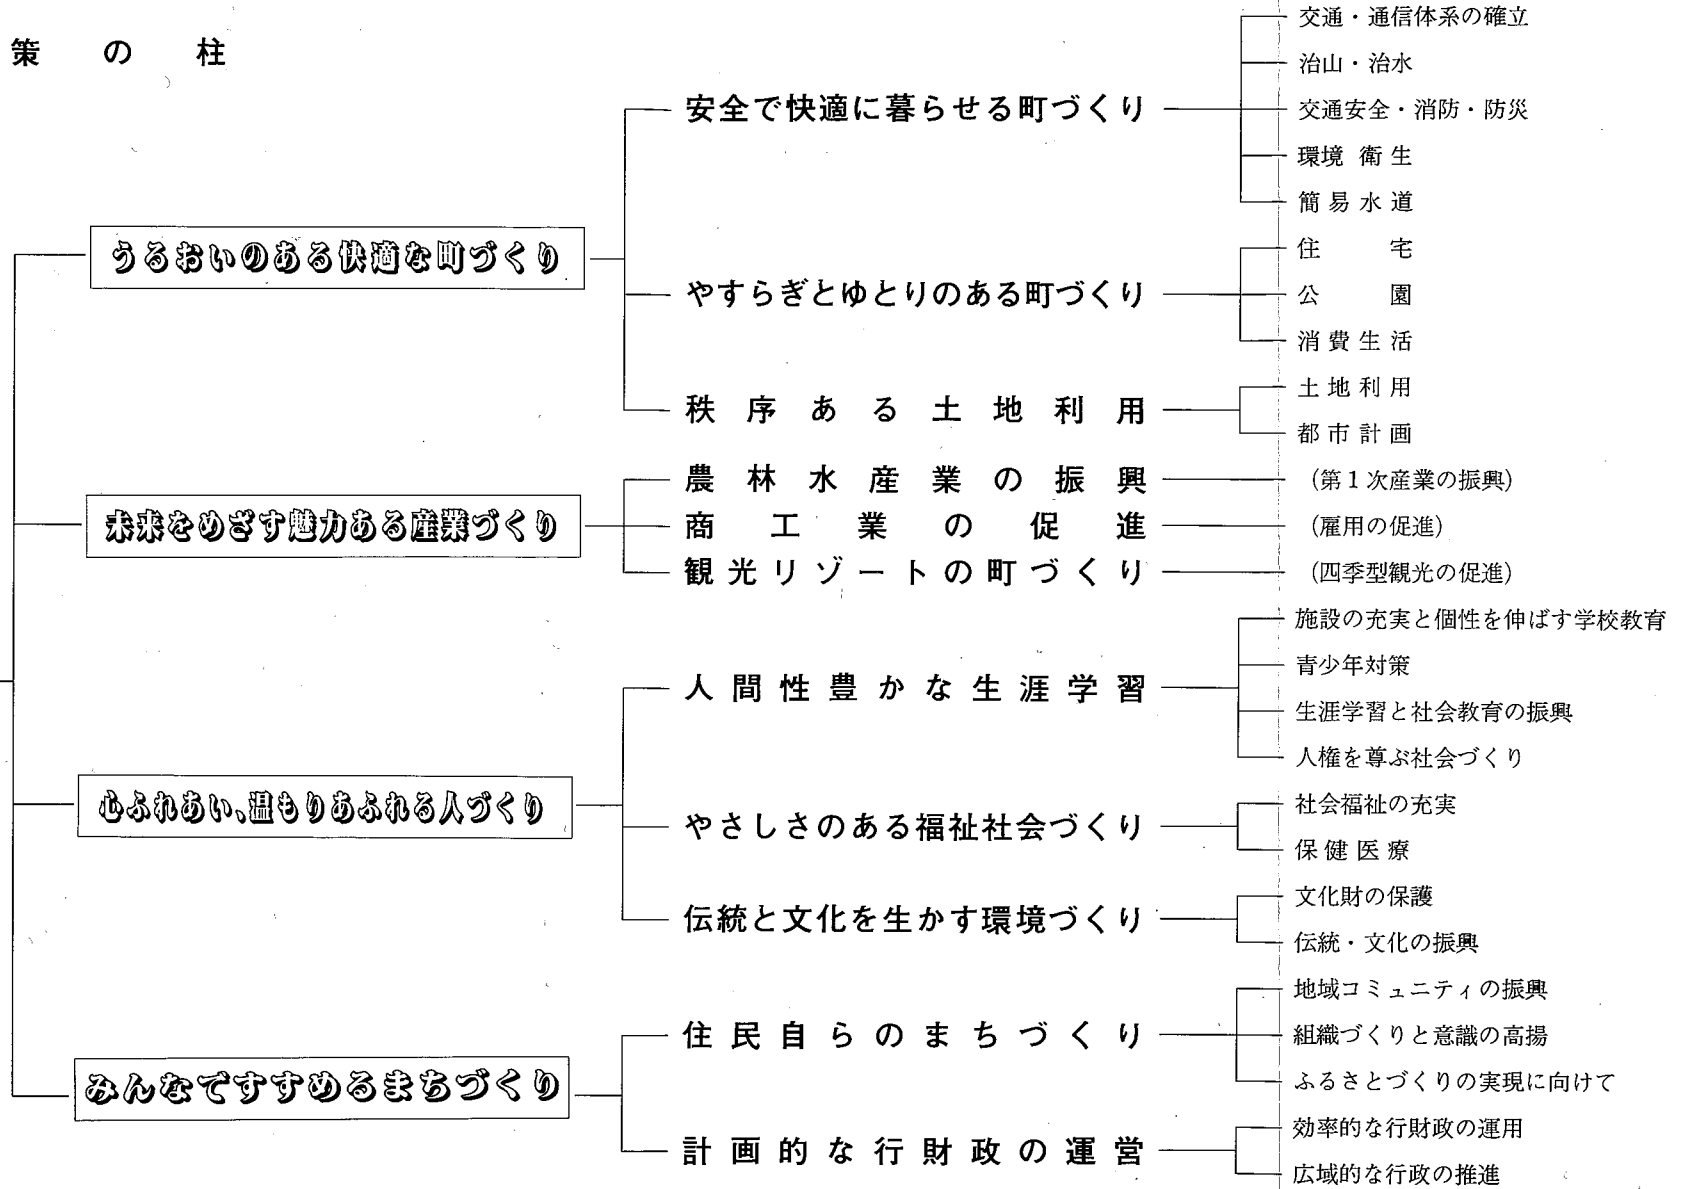 策の柱
うるおいのある快適な町づくり
安全で快適に暮らせる町づくり
交通・通信体系の確立
治山・治水
交通安全・消防・防災
環境衛生
簡易水道
やすらぎとゆとりのある町づくり
住宅
公園
消費生活
秩序ある土地利用
土地利用
都市計画
未来をめざす魅力ある産業づくり
農林水産業の振興
(第1次産業の振興)
商工業の促進
(雇用の促進)
観光リゾートの町づくり
(四季型観光の促進)
心ふれあい、温もりあふれる人づくり
人間性豊かな生涯学習
施設の充実と個性を伸ばす学校教育
青少年対策
生涯学習と社会教育の振興
人権を尊ぶ社会づくり
やさしさのある福祉社会づくり
社会福祉の充実
保健医療
伝統と文化を生かす環境づくり
文化財の保護
伝統・文化の振興
みんなですすめるまちづくり
住民自らのまちづくり
地域コミュニティの振興
組織づくりと意識の高揚
ふるさとづくりの実現に向けて
計画的な行財政の運営
効率的な行財政の運用
広域的な行政の推進